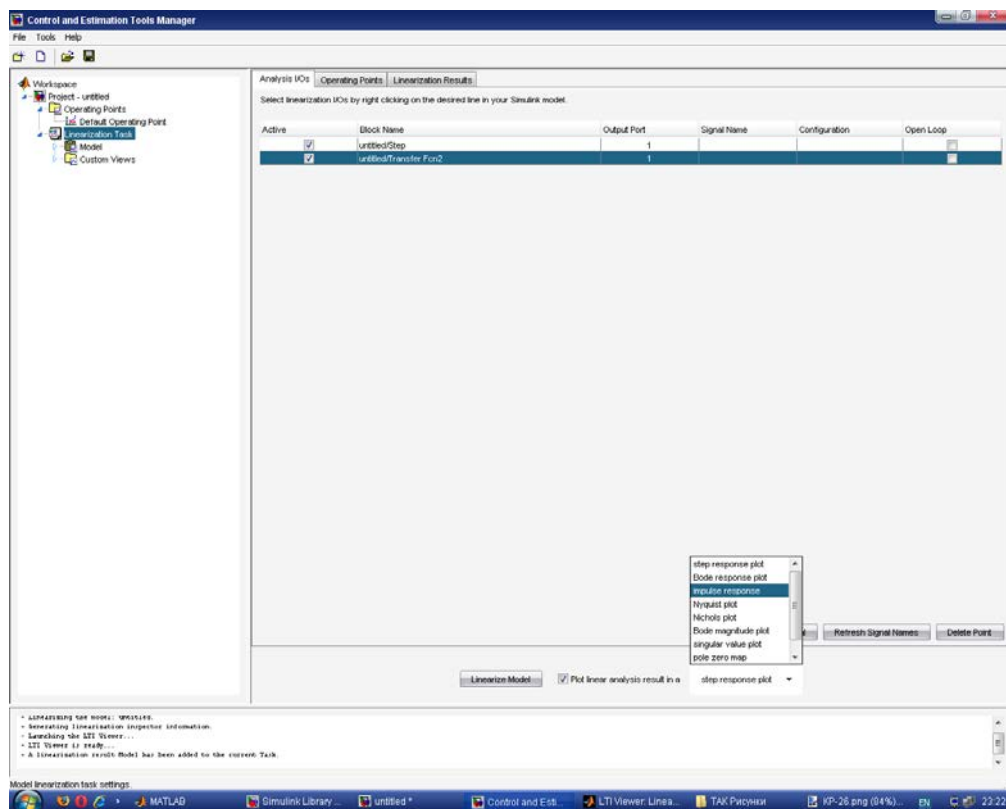 Control and Estimation Tools Manager
File Tools Help
Workspace
Project - untitled
Operating Points
Default Operating Point
Linearization Task
Model
Custom Views
Analysis I/Os Operating Points Linearization Results
Select linearization I/Os by right clicking on the desired line in your Simulink model.
Active Block Name Output Port Signal Name Configuration Open Loop
untitled/Step 1
untitled/Transfer Fcn2 1
step response plot
Bode response plot
impulse response
Nyquist plot
Nichols plot
Bode magnitude plot
singular value plot
pole zero map
Refresh Signal Names Delete Point
Linearize Model Plot linear analysis result in a step response plot
- Linearizing the model: untitled.
- Generating linearization inspector information.
- Launching the LTI Viewer...
- LTI Viewer is ready...
- A linearization result Model has been added to the current Task.
Model linearization task settings.
MATLAB Simulink Library ... untitled * Control and Esti... LTI Viewer: Linea... ТАК Рисунки KP-26.png (84%)... EN